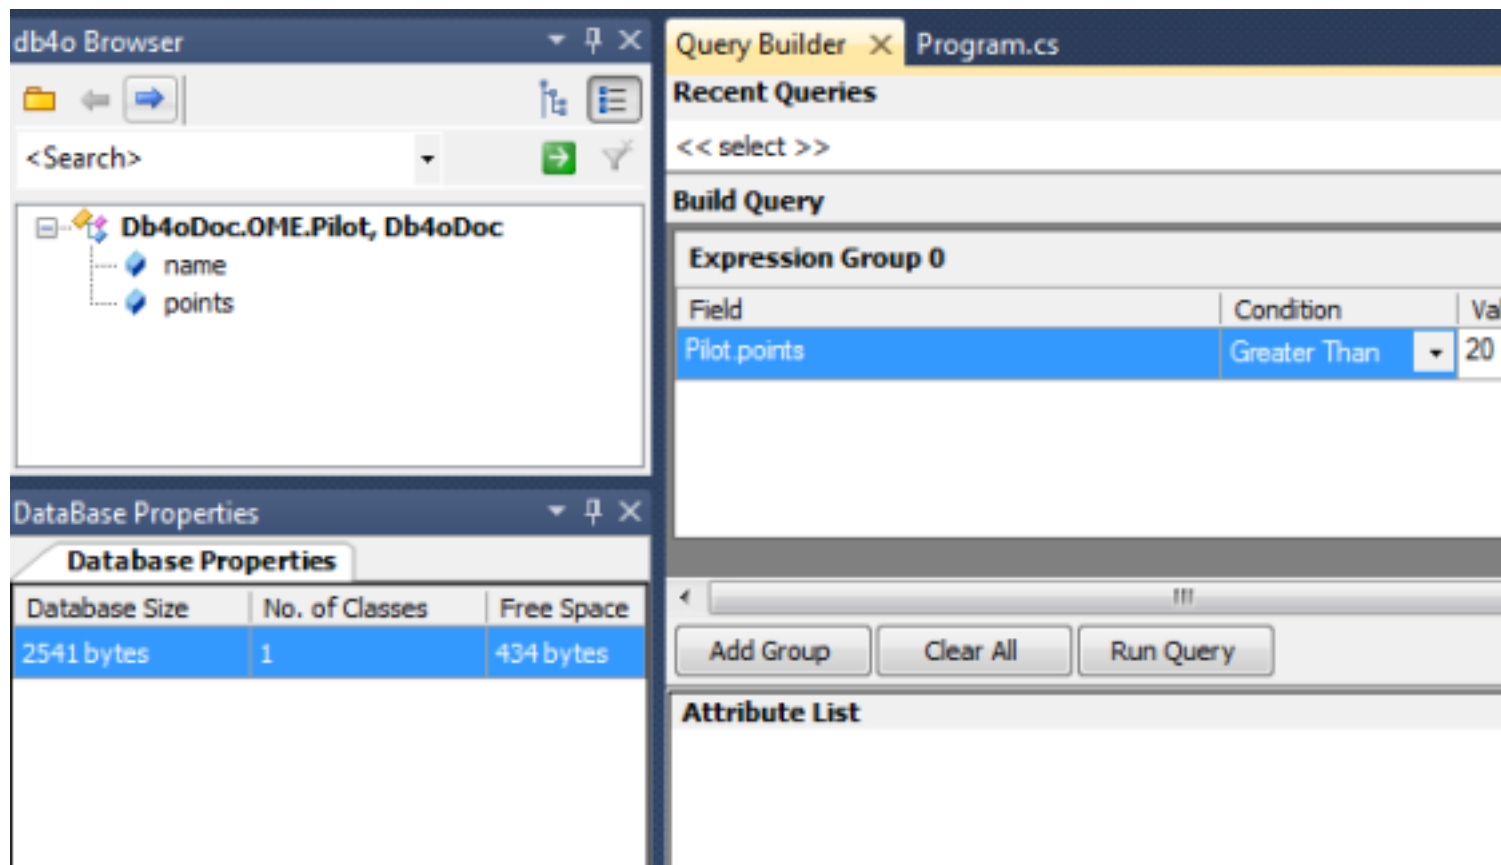 db4o Browser
<Search>
Db4oDoc.OME.Pilot, Db4oDoc
name
points
DataBase Properties
Database Properties
Database Size No. of Classes Free Space
2541 bytes 1 434 bytes
Query Builder Program.cs
Recent Queries
<< select >>
Build Query
Expression Group 0
Field Condition Val
Pilot.points Greater Than 20
Add Group Clear All Run Query
Attribute List